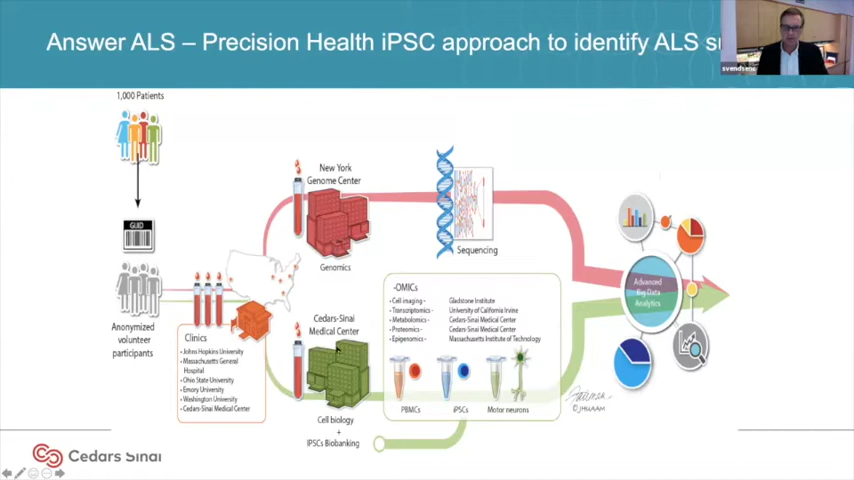 Answer ALS – Precision Health iPSC approach to identify ALS su
svendsenc
1,000 Patients
GUID
Anonymized
volunteer
participants
Clinics
• Johns Hopkins University
• Massachusetts General
Hospital
• Ohio State University
• Emory University
• Washington University
• Cedars-Sinai Medical Center
New York
Genome Center
Genomics
Sequencing
Cedars-Sinai
Medical Center
Cell biology
+
IPSCs Biobanking
-OMICs
• Cell imaging - Gladstone Institute
• Transcriptomics - University of California Irvine
• Metabolomics - Cedars-Sinai Medical Center
• Proteomics - Cedars-Sinai Medical Center
• Epigenomics - Massachusetts Institute of Technology
PBMCs
iPSCs
Motor neurons
Advanced
Big Data
Analytics
Cedars Sinai